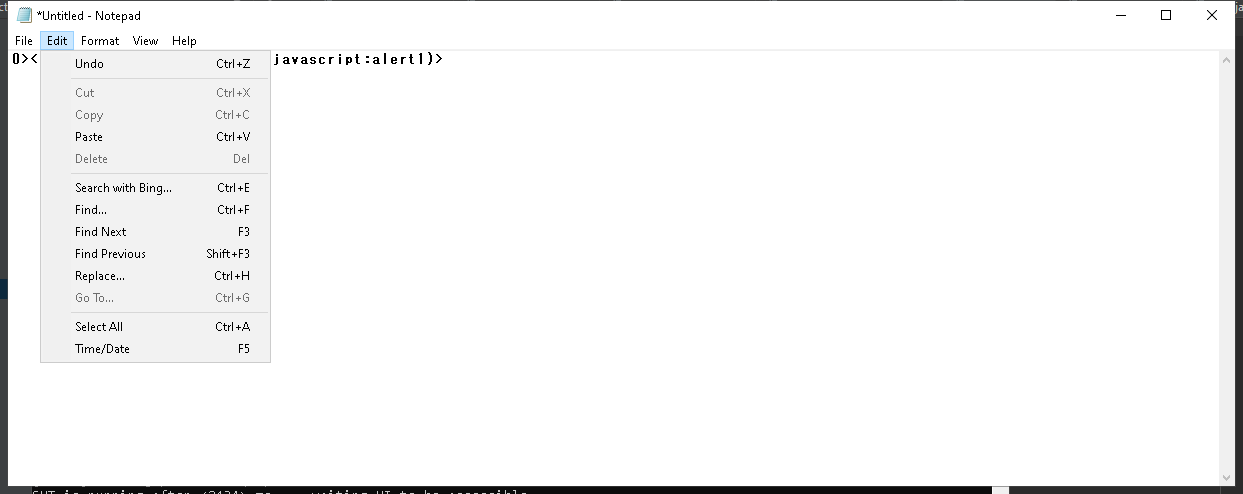 *Untitled - Notepad
File Edit Format View Help
0><
javascript:alert1)>
Undo Ctrl+Z
Cut Ctrl+X
Copy Ctrl+C
Paste Ctrl+V
Delete Del
Search with Bing... Ctrl+E
Find... Ctrl+F
Find Next F3
Find Previous Shift+F3
Replace... Ctrl+H
Go To... Ctrl+G
Select All Ctrl+A
Time/Date F5